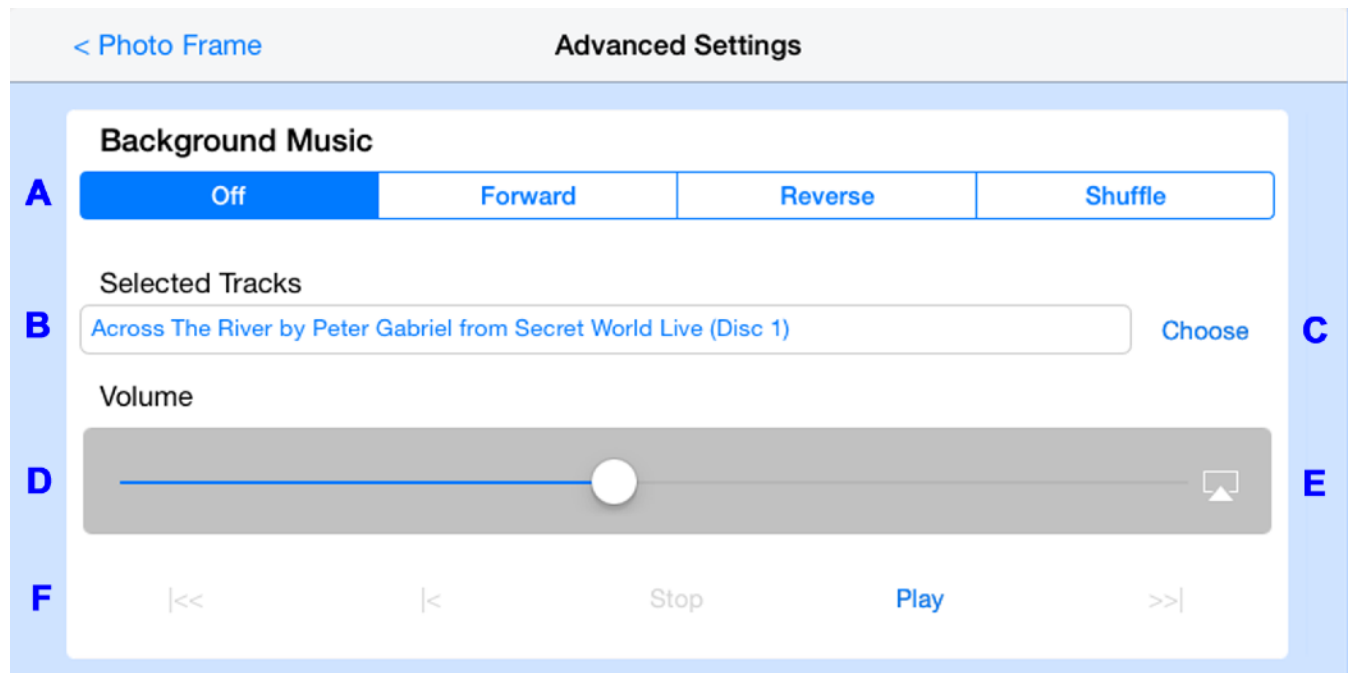 < Photo Frame Advanced Settings
Background Music
A Off Forward Reverse Shuffle
Selected Tracks
B Across The River by Peter Gabriel from Secret World Live (Disc 1) Choose C
Volume
D E
F |<< |< Stop Play >>|